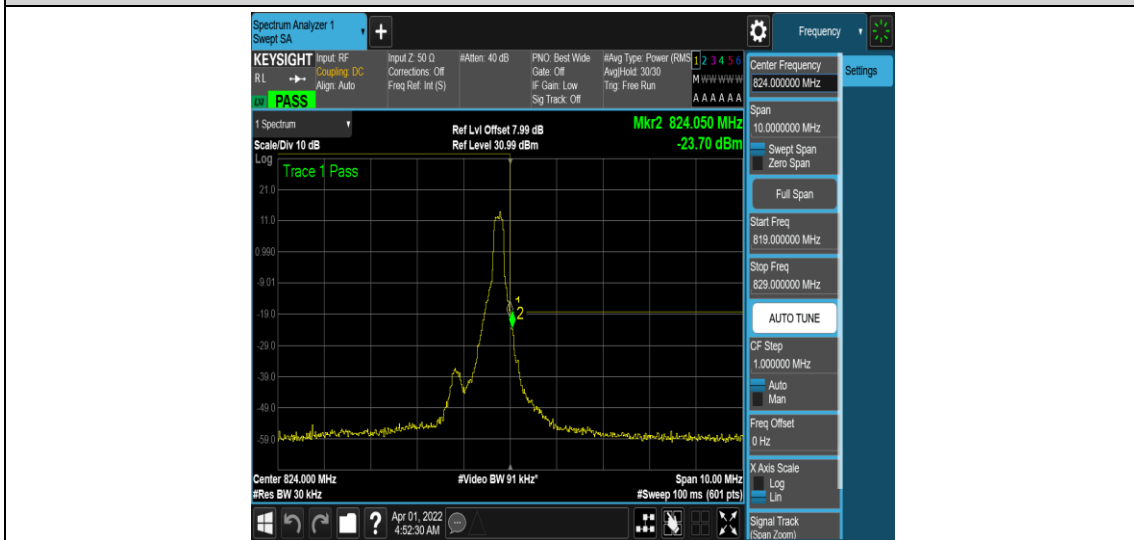 Spectrum Analyzer 1
Swept SA
+
Frequency
KEYSIGHT
RL
LXI
PASS
Input: RF
Coupling: DC
Align: Auto
Input Z: 50 Ω
Corrections: Off
Freq Ref: Int (S)
#Atten: 40 dB
PNO: Best Wide
Gate: Off
IF Gain: Low
Sig Track: Off
#Avg Type: Power (RMS
Avg|Hold: 30/30
Trig: Free Run
1 2 3 4 5 6
M W W W W W
A A A A A A
1 Spectrum
Scale/Div 10 dB
Ref Lvl Offset 7.99 dB
Ref Level 30.99 dBm
Mkr2 824.050 MHz
-23.70 dBm
Log
Trace 1 Pass
21.0
11.0
0.990
-9.01
-19.0
-29.0
-39.0
-49.0
-59.0
1
2
Center 824.000 MHz
#Res BW 30 kHz
#Video BW 91 kHz*
Span 10.00 MHz
#Sweep 100 ms (601 pts)
?
Apr 01, 2022
4:52:30 AM
Center Frequency
824.000000 MHz
Settings
Span
10.0000000 MHz
Swept Span
Zero Span
Full Span
Start Freq
819.000000 MHz
Stop Freq
829.000000 MHz
AUTO TUNE
CF Step
1.000000 MHz
Auto
Man
Freq Offset
0 Hz
X Axis Scale
Log
Lin
Signal Track
(Span Zoom)